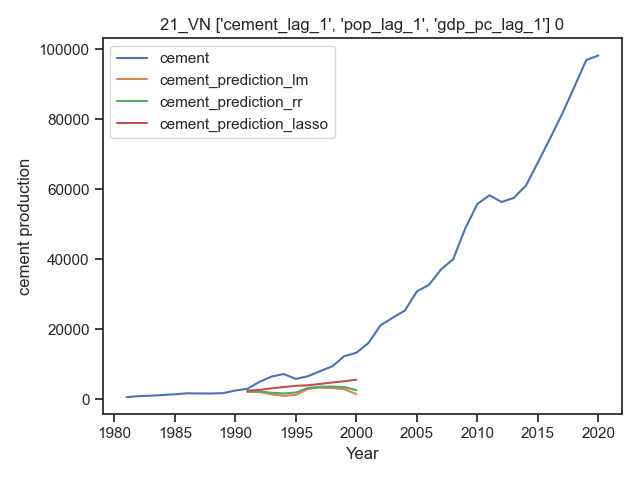 21_VN ['cement_lag_1', 'pop_lag_1', 'gdp_pc_lag_1'] 0
cement
cement_prediction_lm
cement_prediction_rr
cement_prediction_lasso
100000
80000
60000
40000
20000
0
cement production
1980 1985 1990 1995 2000 2005 2010 2015 2020
Year